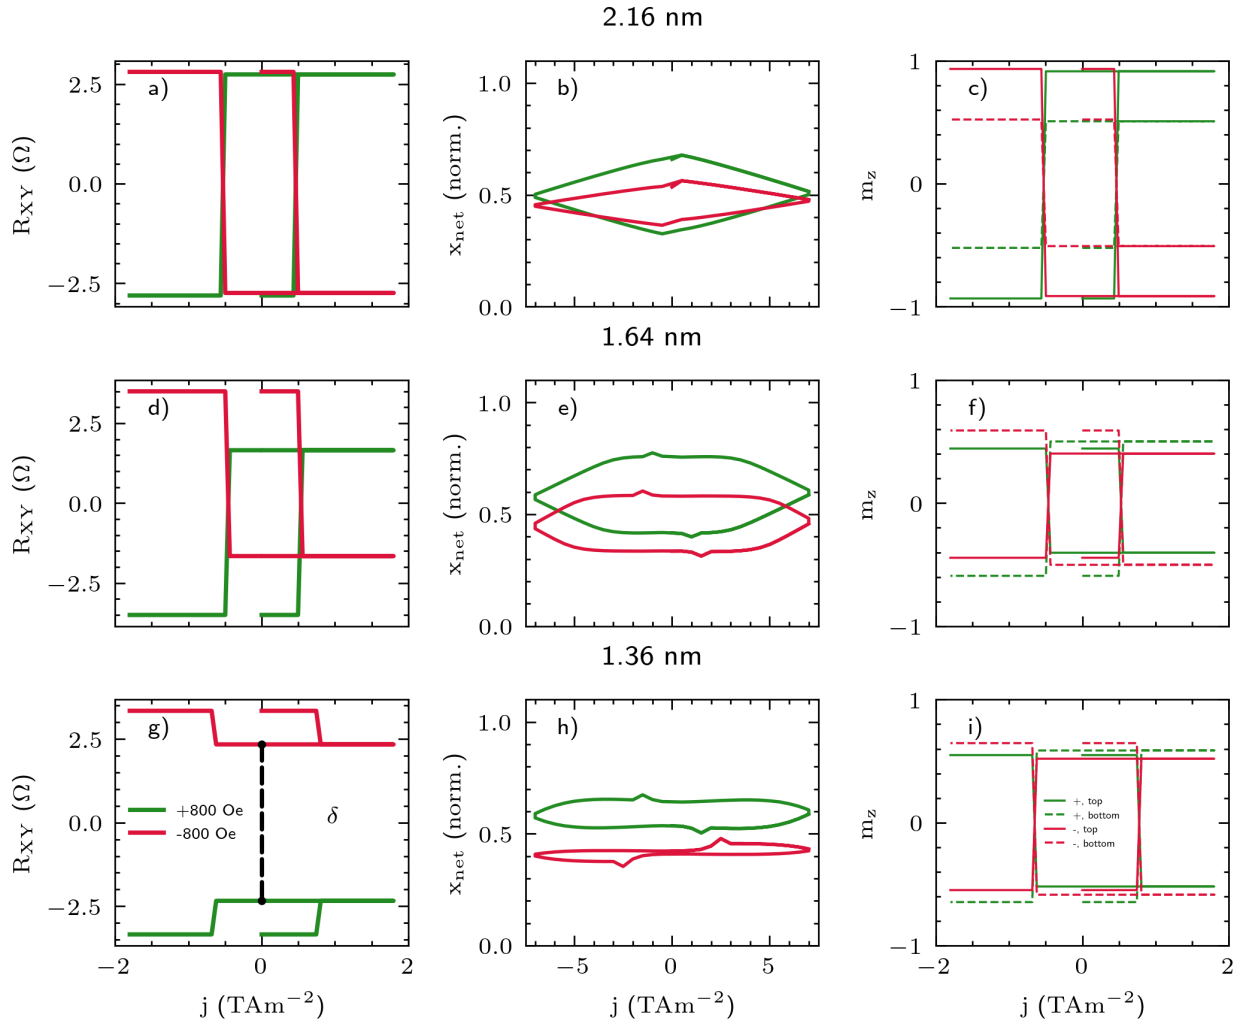 2.16 nm
a)
b)
c)
R_XY (Ω)
2.5
0.0
−2.5
x_net (norm.)
1.0
0.5
0.0
m_z
1
0
−1
1.64 nm
d)
e)
f)
R_XY (Ω)
2.5
0.0
−2.5
x_net (norm.)
1.0
0.5
0.0
m_z
1
0
−1
1.36 nm
g)
h)
i)
R_XY (Ω)
2.5
0.0
−2.5
+800 Oe
-800 Oe
δ
x_net (norm.)
1.0
0.5
0.0
m_z
1
0
−1
+, top
+, bottom
-, top
-, bottom
−2 0 2
−5 0 5
−2 0 2
j (TAm⁻²)
j (TAm⁻²)
j (TAm⁻²)